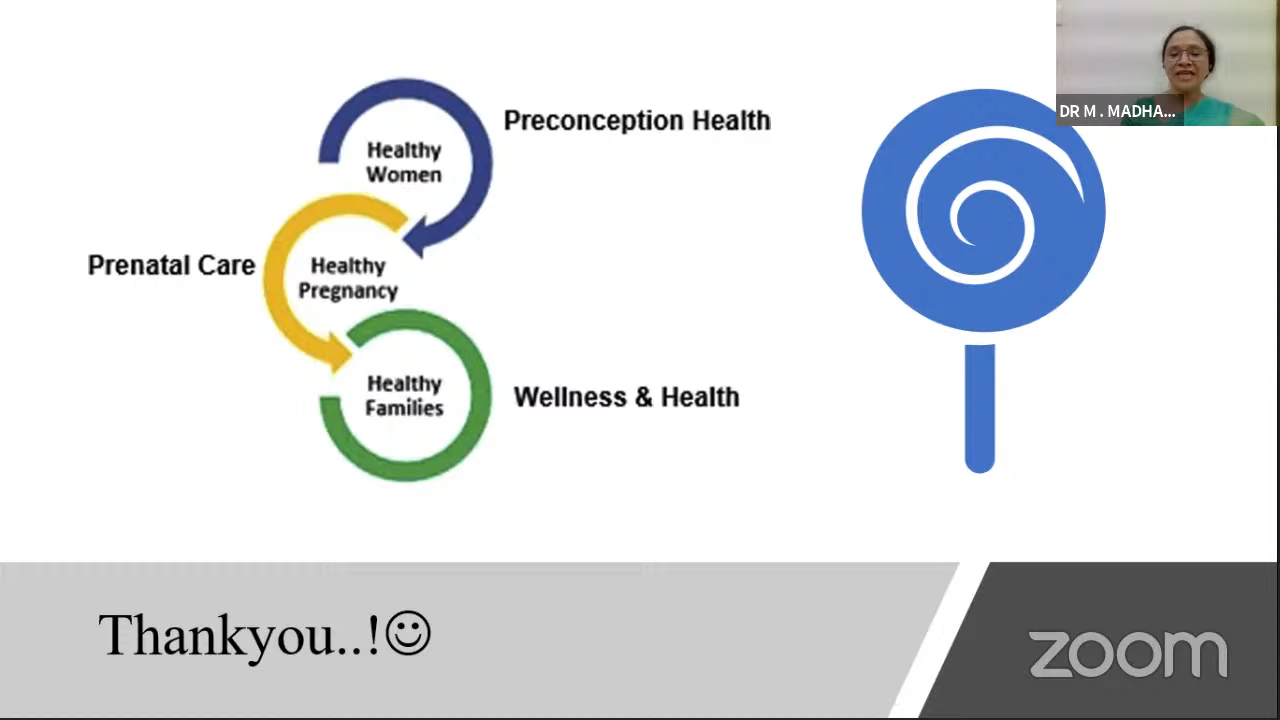 DR M . MADHA...
Preconception Health
Healthy
Women
Prenatal Care
Healthy
Pregnancy
Healthy
Families
Wellness & Health
Thankyou..!☺
zoom